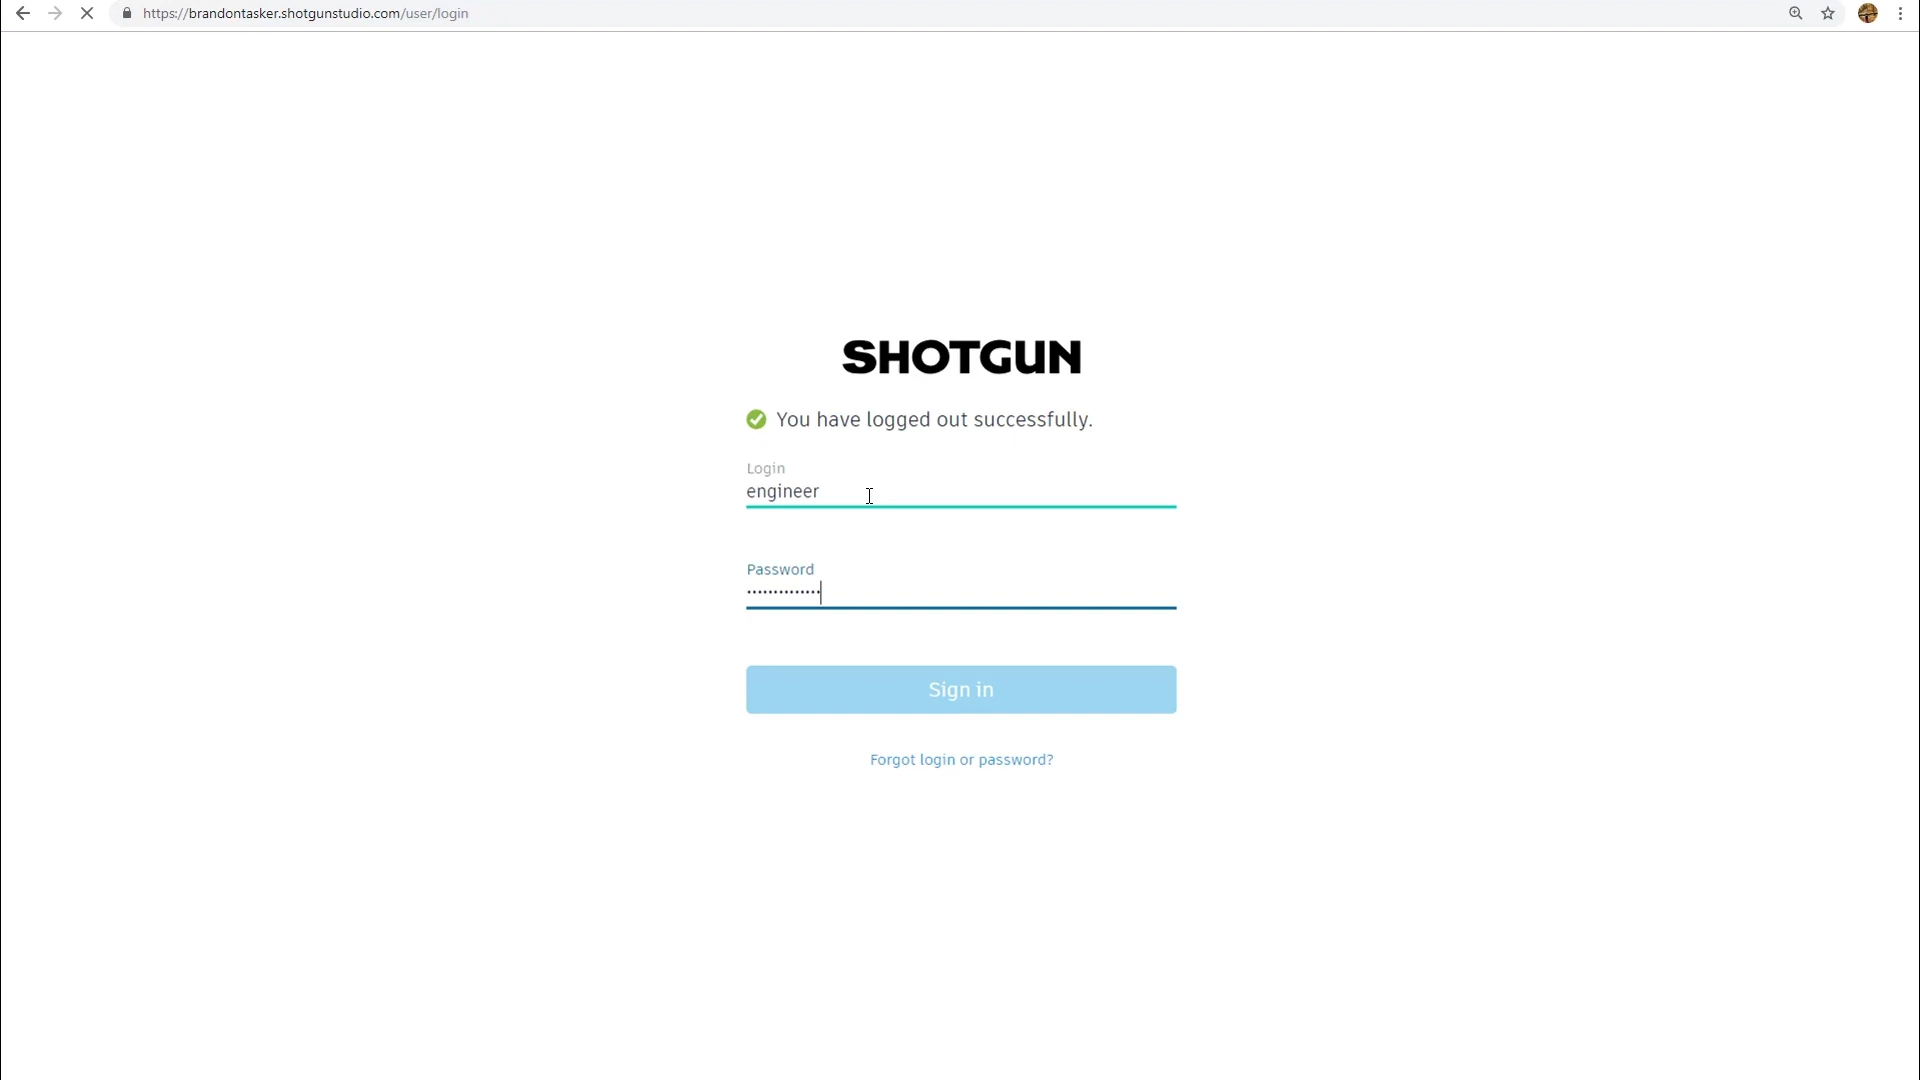 https://brandontasker.shotgunstudio.com/user/login
SHOTGUN
You have logged out successfully.
Login
engineer
Password
••••••••••••••
Sign in
Forgot login or password?